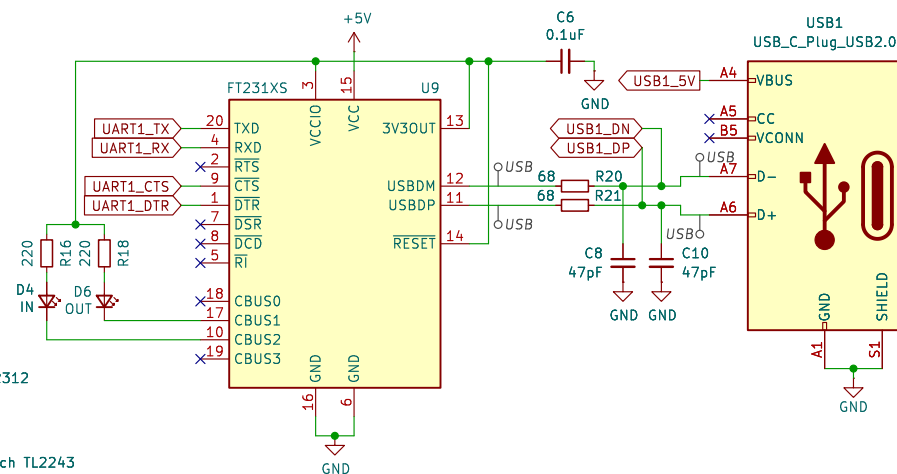 C6
0.1uF
GND
+5V
USB1
USB_C_Plug_USB2.0
FT231XS
U9
3
VCCIO
15
VCC
UART1_TX
20
TXD
UART1_RX
4
RXD
2
RTS
UART1_CTS
9
CTS
UART1_DTR
1
DTR
7
DSR
8
DCD
5
RI
18
CBUS0
17
CBUS1
10
CBUS2
19
CBUS3
3V3OUT
13
USBDM
12
USBDP
11
RESET
14
16
GND
6
GND
GND
220
R16
220
R18
D4
IN
D6
OUT
USB
USB
68
R20
68
R21
USB1_5V
USB1_DN
USB1_DP
USB
USB
C8
47pF
GND
C10
47pF
GND
A4
VBUS
A5
CC
B5
VCONN
A7
D-
A6
D+
GND
A1
SHIELD
S1
GND
2312
ch TL2243